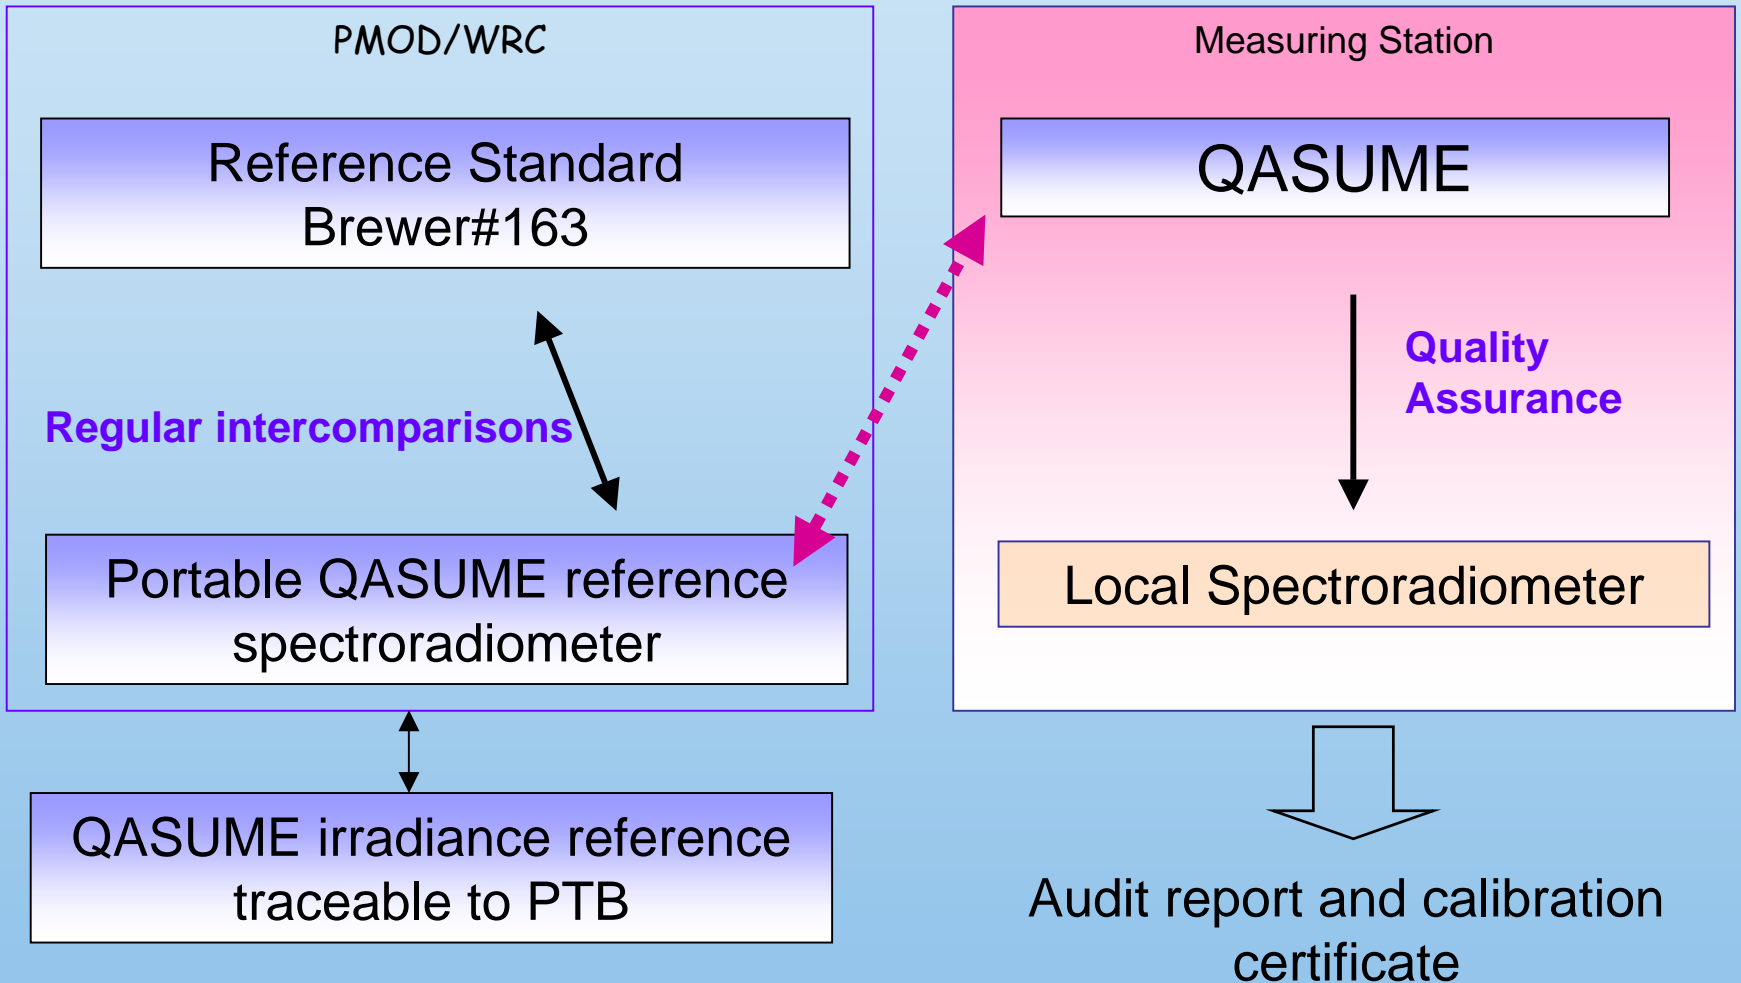 PMOD/WRC
Reference Standard
Brewer#163
Regular intercomparisons
Portable QASUME reference
spectroradiometer
QASUME irradiance reference
traceable to PTB
Measuring Station
QASUME
Quality
Assurance
Local Spectroradiometer
Audit report and calibration
certificate